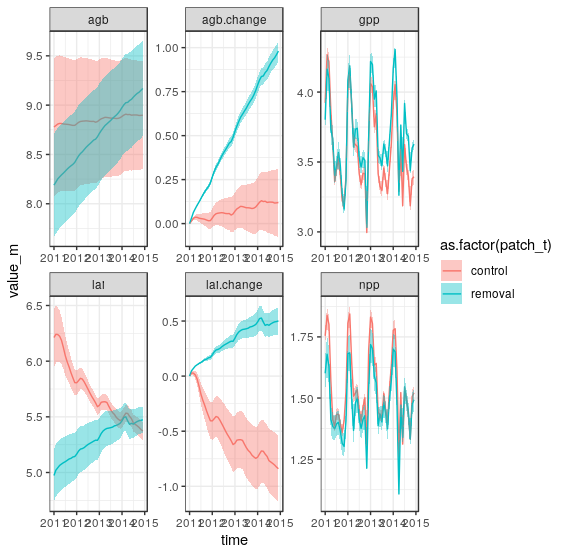 agb agb.change gpp
9.5 9.0 8.5 8.0
1.00 0.75 0.50 0.25 0.00
4.0 3.5 3.0
2011 2012 2013 2014 2015 2011 2012 2013 2014 2015 2011 2012 2013 2014 2015
value_m
lai lai.change npp
6.5 6.0 5.5 5.0
0.5 0.0 -0.5 -1.0
1.75 1.50 1.25
2011 2012 2013 2014 2015 2011 2012 2013 2014 2015 2011 2012 2013 2014 2015
time
as.factor(patch_t)
control
removal